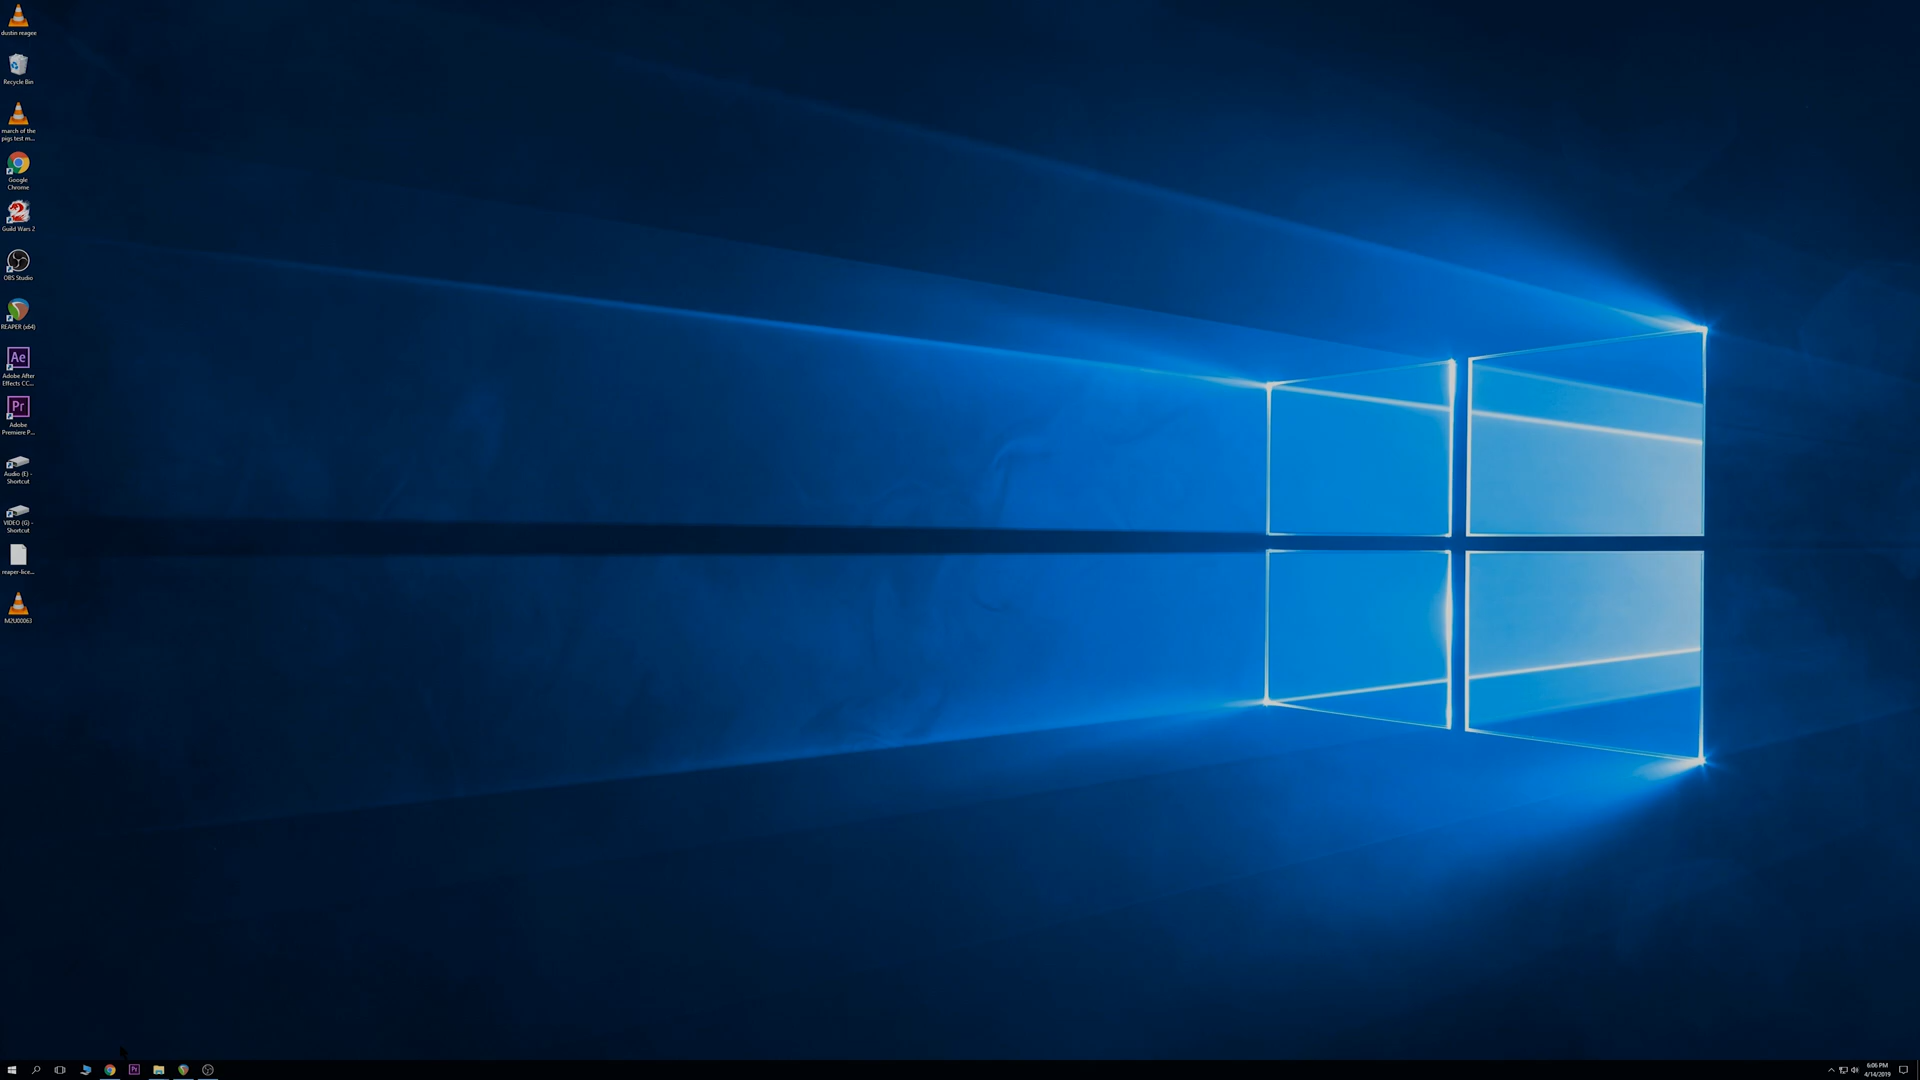 dustin reagee
Recycle Bin
march of the
pigs test m...
Google
Chrome
Guild Wars 2
OBS Studio
REAPER (x64)
Ae
Adobe After
Effects CC...
Pr
Adobe
Premiere P...
Audio (E) -
Shortcut
VIDEO (G) -
Shortcut
reaper-lice...
M2U00063
Pr
6:06 PM
4/14/2019